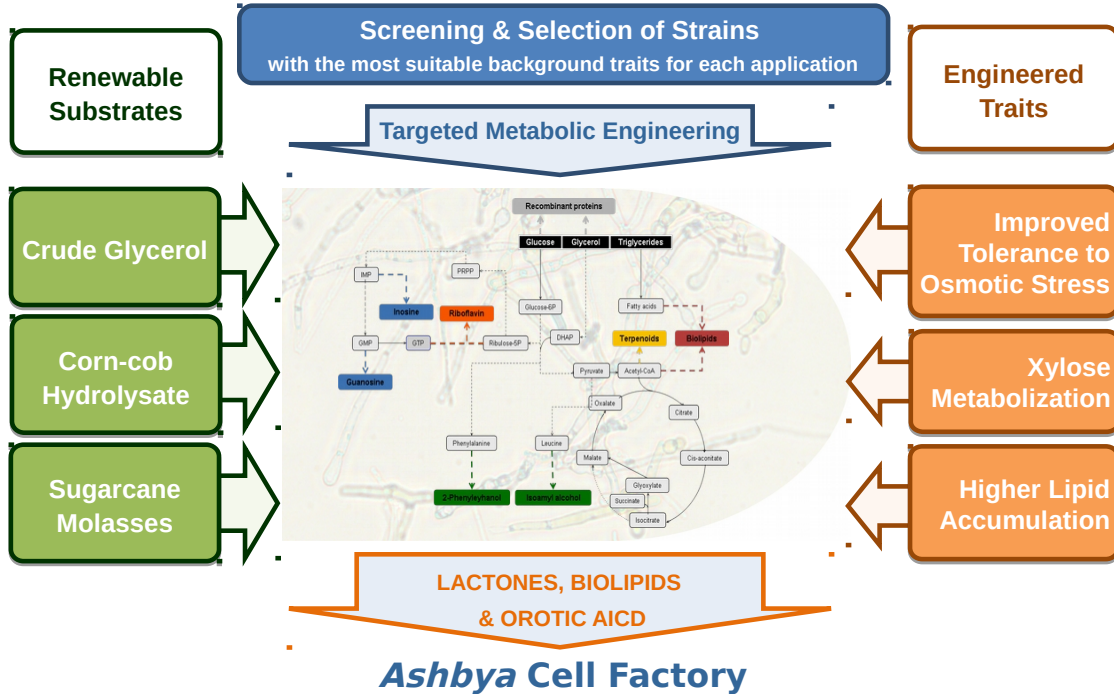 Screening & Selection of Strains
with the most suitable background traits for each application
Renewable
Substrates
Engineered
Traits
Targeted Metabolic Engineering
Crude Glycerol
Corn-cob
Hydrolysate
Sugarcane
Molasses
Recombinant proteins
Glucose
Glycerol
Triglycerides
IMP
PRPP
Inosine
Riboflavin
Glucose-6P
Fatty acids
GMP
GTP
Ribulose-5P
DHAP
Terpenoids
Biolipids
Guanosine
Pyruvate
Acetyl-CoA
Oxalate
Citrate
Phenylalanine
Leucine
Malate
Cis-aconitate
Glyoxylate
Succinate
Isocitrate
2-Phenyleyhanol
Isoamyl alcohol
Improved
Tolerance to
Osmotic Stress
Xylose
Metabolization
Higher Lipid
Accumulation
LACTONES, BIOLIPIDS
& OROTIC AICD
Ashbya Cell Factory